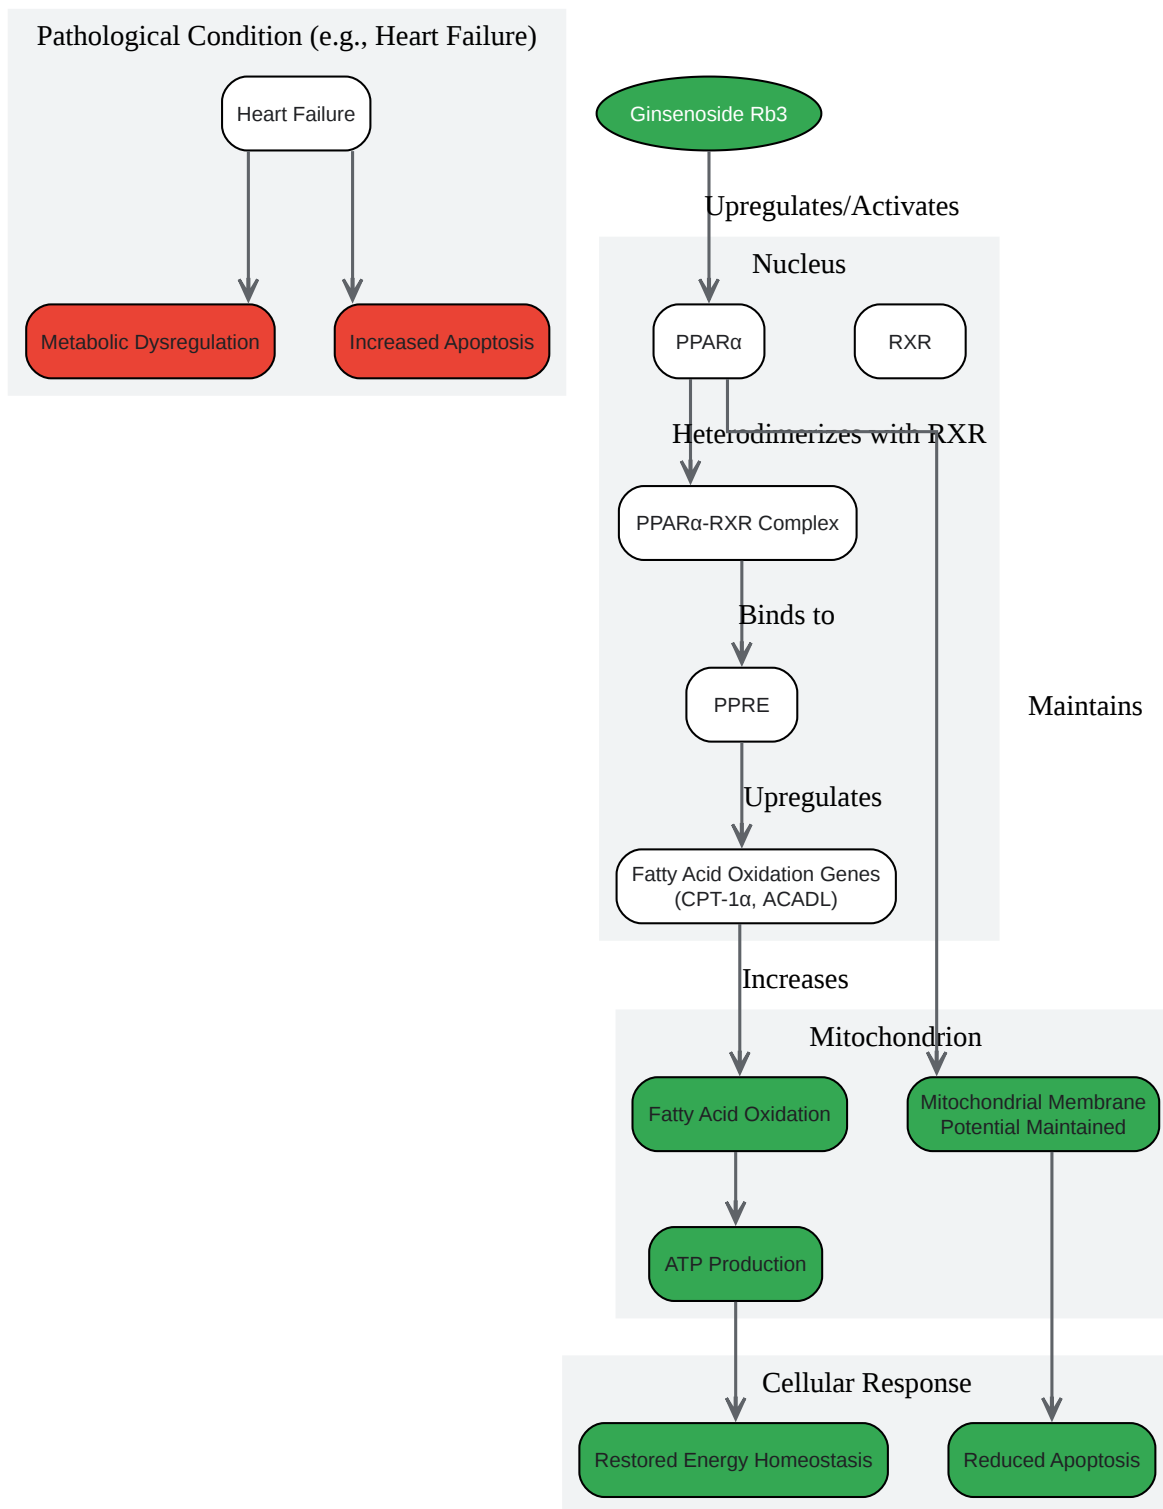 Pathological Condition (e.g., Heart Failure)
Heart Failure
Metabolic Dysregulation
Increased Apoptosis
Ginsenoside Rb3
Upregulates/Activates
Nucleus
PPARα
RXR
Heterodimerizes with RXR
PPARα-RXR Complex
Binds to
PPRE
Maintains
Upregulates
Fatty Acid Oxidation Genes
(CPT-1α, ACADL)
Increases
Mitochondrion
Fatty Acid Oxidation
Mitochondrial Membrane
Potential Maintained
ATP Production
Cellular Response
Restored Energy Homeostasis
Reduced Apoptosis